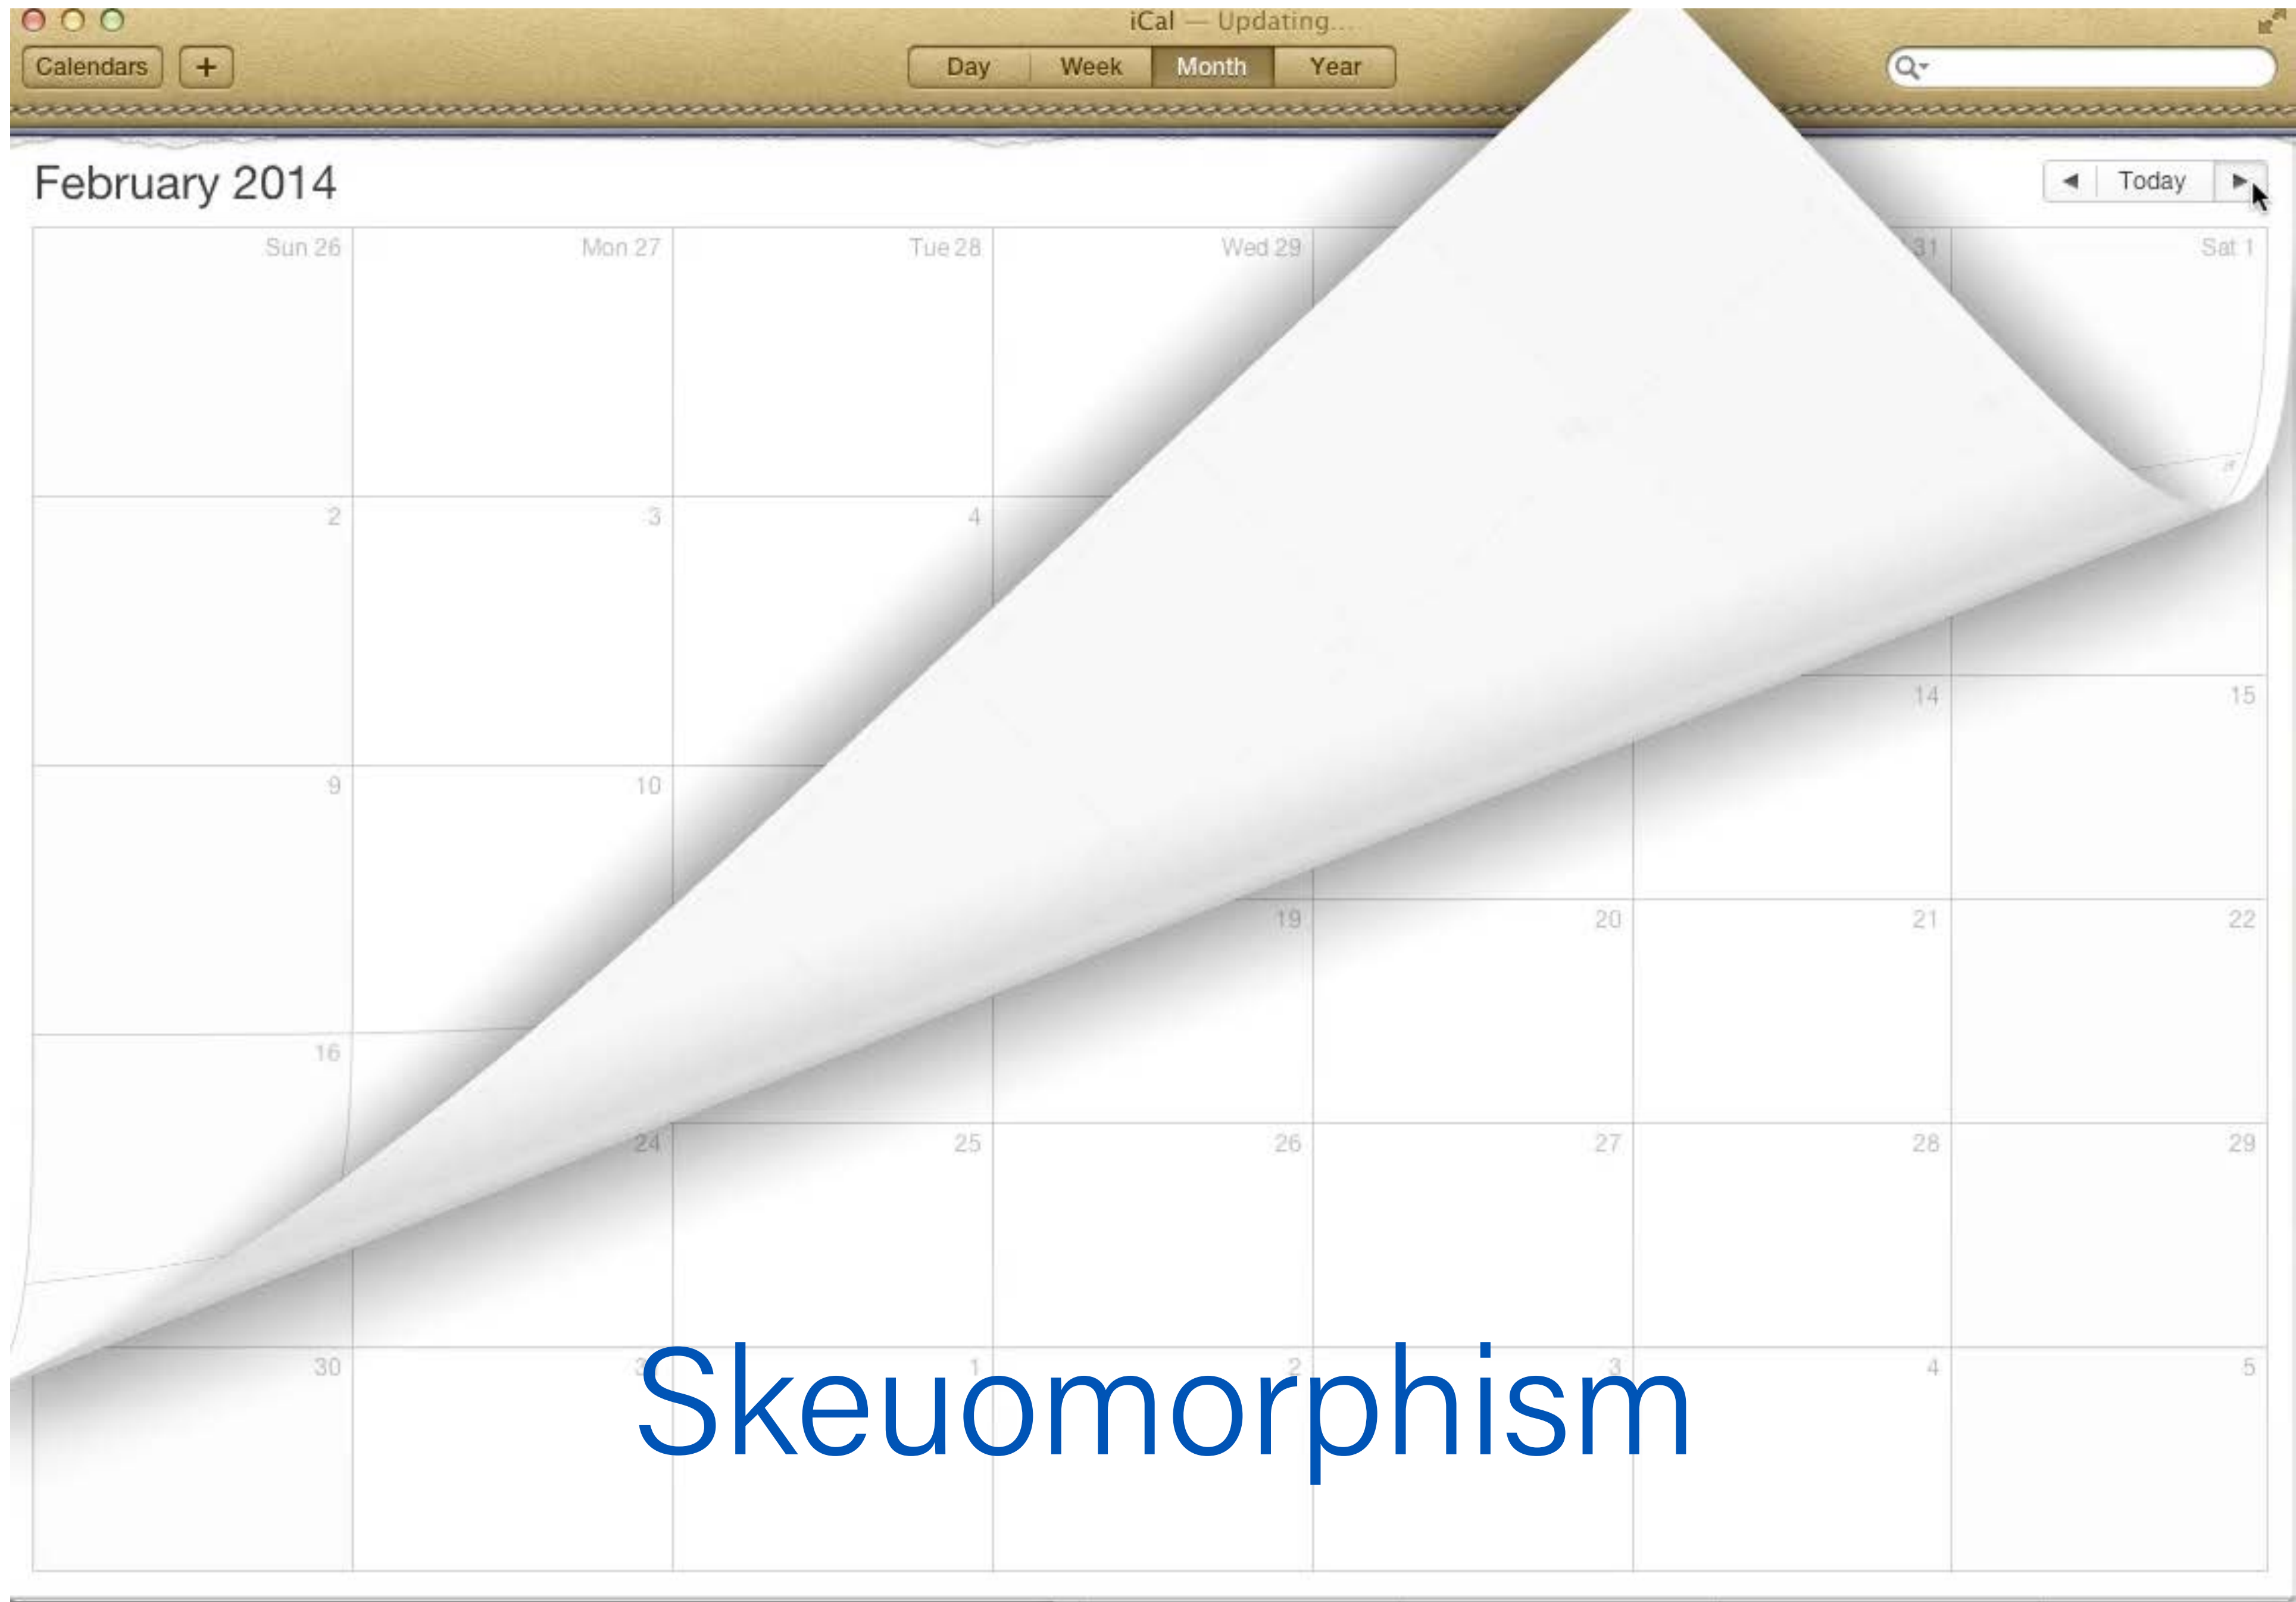 iCal — Updating...
Calendars + Day Week Month Year
February 2014
Today
Sun 26 Mon 27 Tue 28 Wed 29 31 Sat 1
2 3 4
14 15
9 10
19 20 21 22
16
24 25 26 27 28 29
30 3 1 2 3 4 5
Skeuomorphism